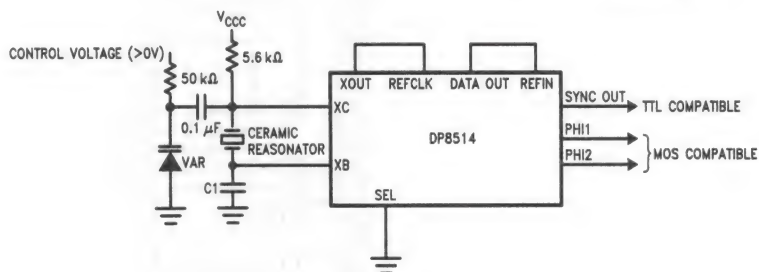 VCCC
CONTROL VOLTAGE (>0V)
5.6 kΩ
50 kΩ
XOUT REFCLK DATA OUT REFIN
SYNC OUT
TTL COMPATIBLE
XC
0.1 μF
CERAMIC
REASONATOR
DP8514
PHI1
MOS COMPATIBLE
VAR
XB
PHI2
C1
SEL